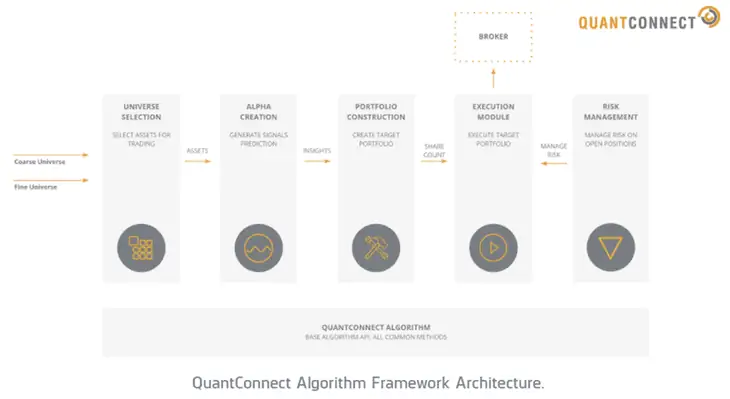 QUANTCONNECT
BROKER
UNIVERSE
SELECTION
SELECT ASSETS FOR
TRADING
ALPHA
CREATION
GENERATE SIGNALS
PREDICTION
PORTFOLIO
CONSTRUCTION
CREATE TARGET
PORTFOLIO
EXECUTION
MODULE
EXECUTE TARGET
PORTFOLIO
RISK
MANAGEMENT
MANAGE RISK ON
OPEN POSITIONS
Coarse Universe
Fine Universe
ASSETS
INSIGHTS
SHARE
COUNT
MANAGE
RISK
QUANTCONNECT ALGORITHM
BASE ALGORITHM API, ALL COMMON METHODS
QuantConnect Algorithm Framework Architecture.